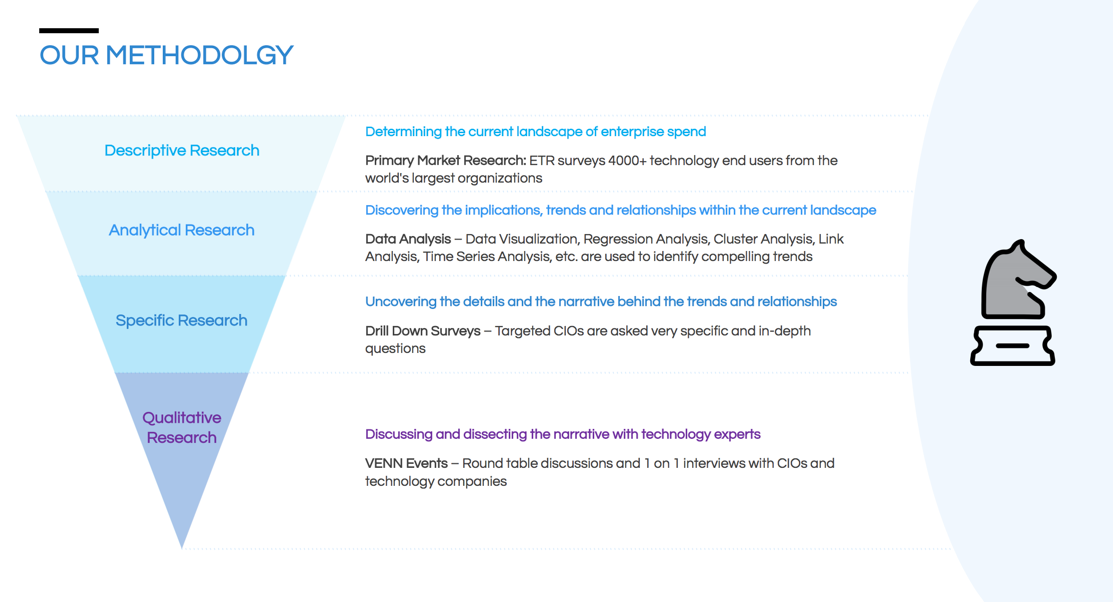 OUR METHODOLGY
Descriptive Research
Determining the current landscape of enterprise spend
Primary Market Research: ETR surveys 4000+ technology end users from the
world's largest organizations
Analytical Research
Discovering the implications, trends and relationships within the current landscape
Data Analysis – Data Visualization, Regression Analysis, Cluster Analysis, Link
Analysis, Time Series Analysis, etc. are used to identify compelling trends
Specific Research
Uncovering the details and the narrative behind the trends and relationships
Drill Down Surveys – Targeted CIOs are asked very specific and in-depth
questions
Qualitative
Research
Discussing and dissecting the narrative with technology experts
VENN Events – Round table discussions and 1 on 1 interviews with CIOs and
technology companies